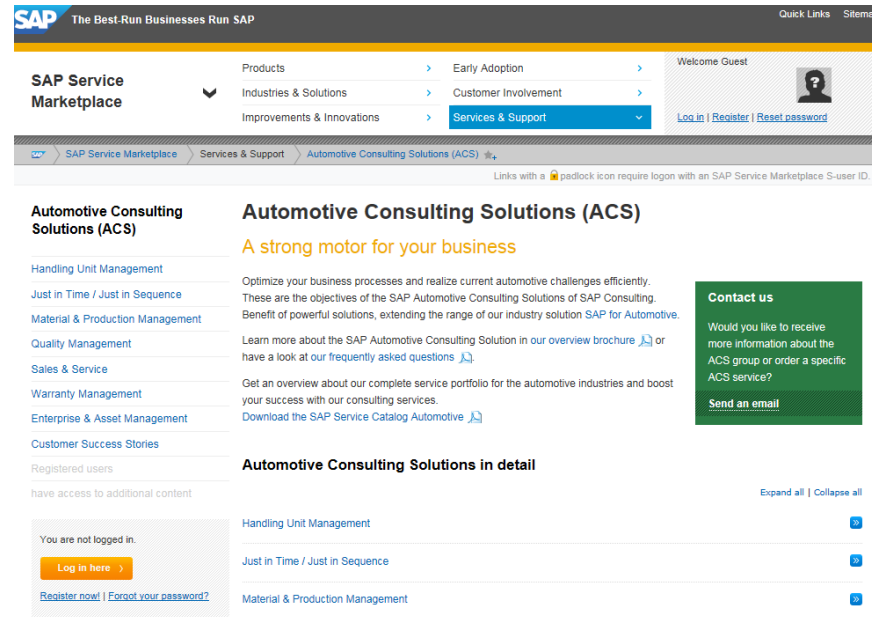 SAP The Best-Run Businesses Run SAP
Quick Links Sitema
SAP Service
Marketplace
Products
Early Adoption
Industries & Solutions
Customer Involvement
Improvements & Innovations
Services & Support
Welcome Guest
Log in | Register | Reset password
SAP Service Marketplace Services & Support Automotive Consulting Solutions (ACS)
Links with a padlock icon require logon with an SAP Service Marketplace S-user ID.
Automotive Consulting
Solutions (ACS)
Handling Unit Management
Just in Time / Just in Sequence
Material & Production Management
Quality Management
Sales & Service
Warranty Management
Enterprise & Asset Management
Customer Success Stories
Registered users
have access to additional content
You are not logged in.
Log in here
Register now! | Forgot your password?
Automotive Consulting Solutions (ACS)
A strong motor for your business
Optimize your business processes and realize current automotive challenges efficiently.
These are the objectives of the SAP Automotive Consulting Solutions of SAP Consulting.
Benefit of powerful solutions, extending the range of our industry solution SAP for Automotive.
Learn more about the SAP Automotive Consulting Solution in our overview brochure or
have a look at our frequently asked questions .
Get an overview about our complete service portfolio for the automotive industries and boost
your success with our consulting services.
Download the SAP Service Catalog Automotive
Contact us
Would you like to receive
more information about the
ACS group or order a specific
ACS service?
Send an email
Automotive Consulting Solutions in detail
Expand all | Collapse all
Handling Unit Management
Just in Time / Just in Sequence
Material & Production Management